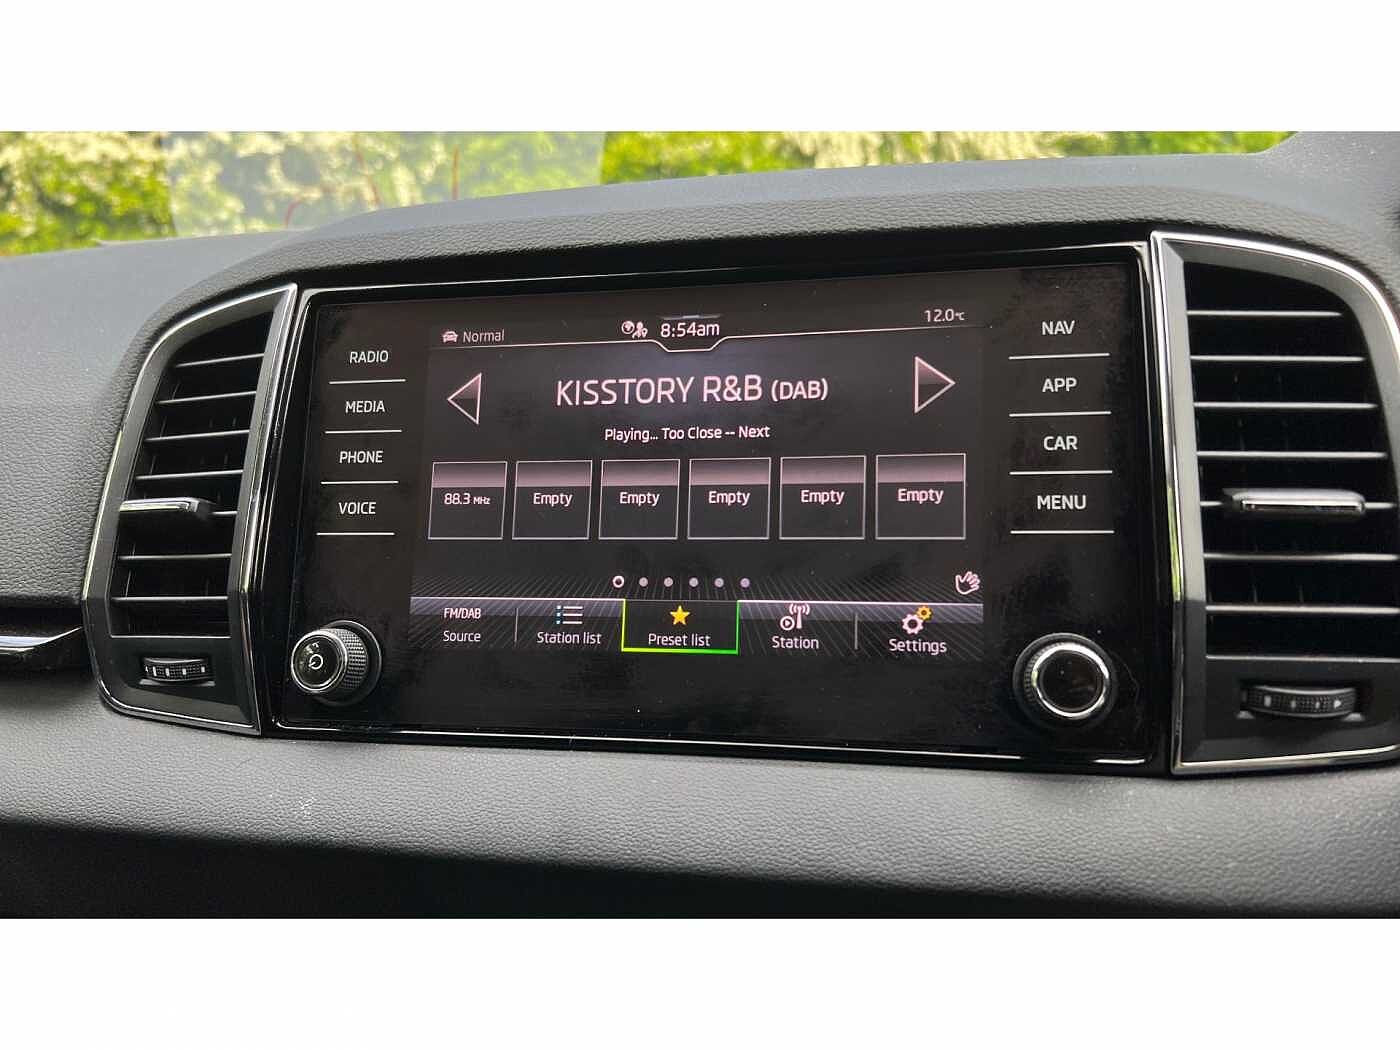 RADIO
MEDIA
PHONE
VOICE
Normal
8:54am
12.0°C
KISSTORY R&B (DAB)
Playing... Too Close -- Next
88.3 MHz
Empty
Empty
Empty
Empty
Empty
FM/DAB
Source
Station list
Preset list
Station
Settings
NAV
APP
CAR
MENU